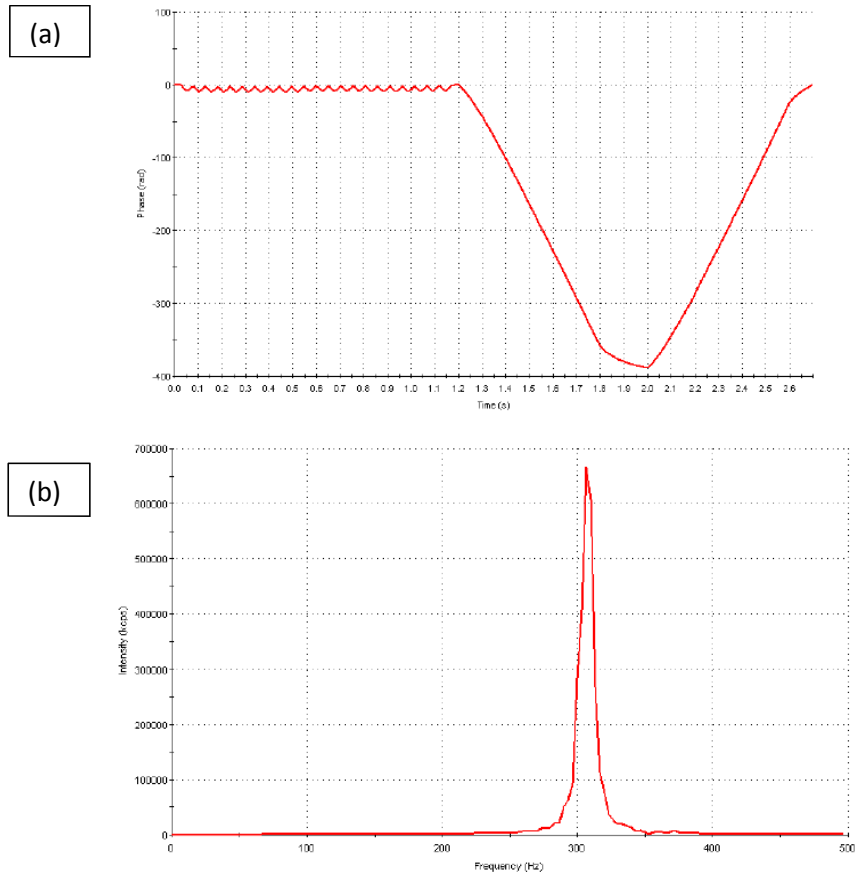 (a)
100
0
-100
-200
-300
-400
Phase (rad)
0.0 0.1 0.2 0.3 0.4 0.5 0.6 0.7 0.8 0.9 1.0 1.1 1.2 1.3 1.4 1.5 1.6 1.7 1.8 1.9 2.0 2.1 2.2 2.3 2.4 2.5 2.6
Time (s)
(b)
700000
600000
500000
400000
300000
200000
100000
0
Intensity (kcps)
0 100 200 300 400 500
Frequency (Hz)